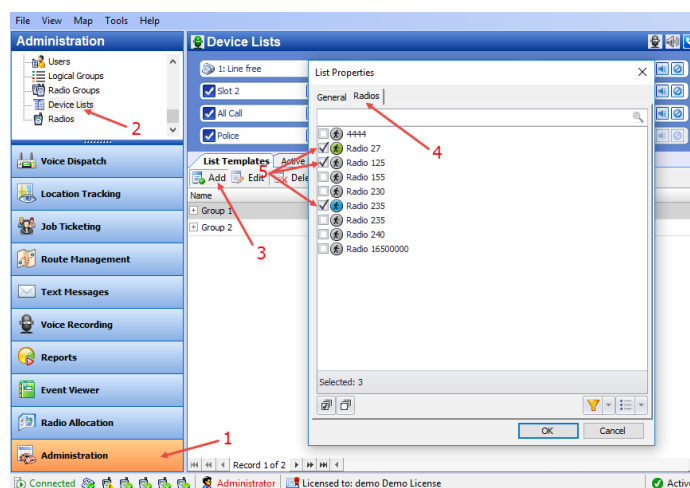 File View Map Tools Help
Administration
Device Lists
Users
Logical Groups
Radio Groups
Device Lists
Radios
2
1: Line free
Slot 2
All Call
Police
List Templates Active
Add Edit Dele
Name
Group 1
Group 2
3
List Properties
General Radios
4
4444
Radio 27
Radio 125
Radio 155
Radio 230
Radio 235
Radio 235
Radio 240
Radio 16500000
5
Selected: 3
OK Cancel
Voice Dispatch
Location Tracking
Job Ticketing
Route Management
Text Messages
Voice Recording
Reports
Event Viewer
Radio Allocation
Administration
1
Record 1 of 2
Connected Administrator Licensed to: demo Demo License Active